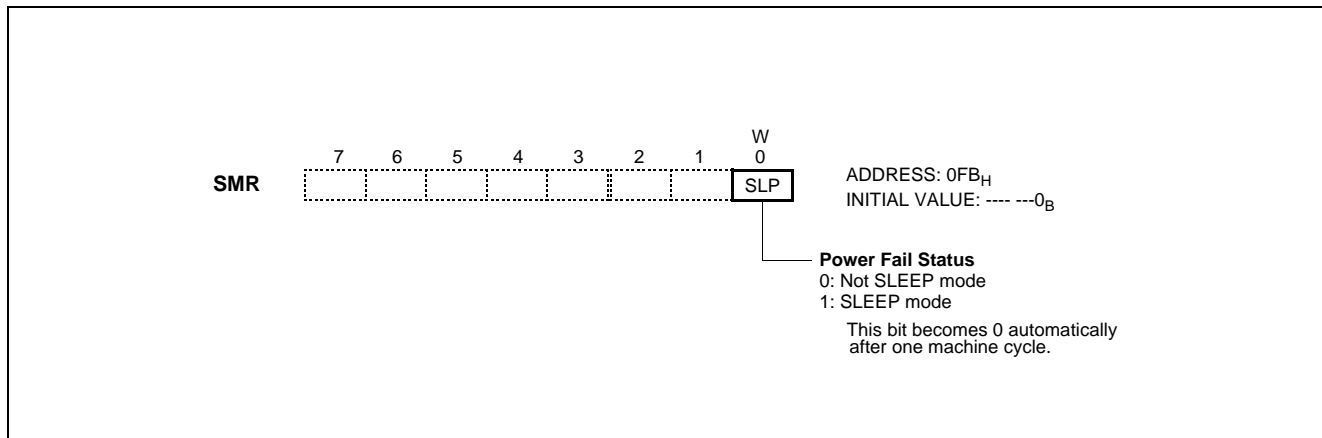 W
7 6 5 4 3 2 1 0
SMR SLP ADDRESS: 0FBH
INITIAL VALUE: ---- ---0B
Power Fail Status
0: Not SLEEP mode
1: SLEEP mode
This bit becomes 0 automatically
after one machine cycle.